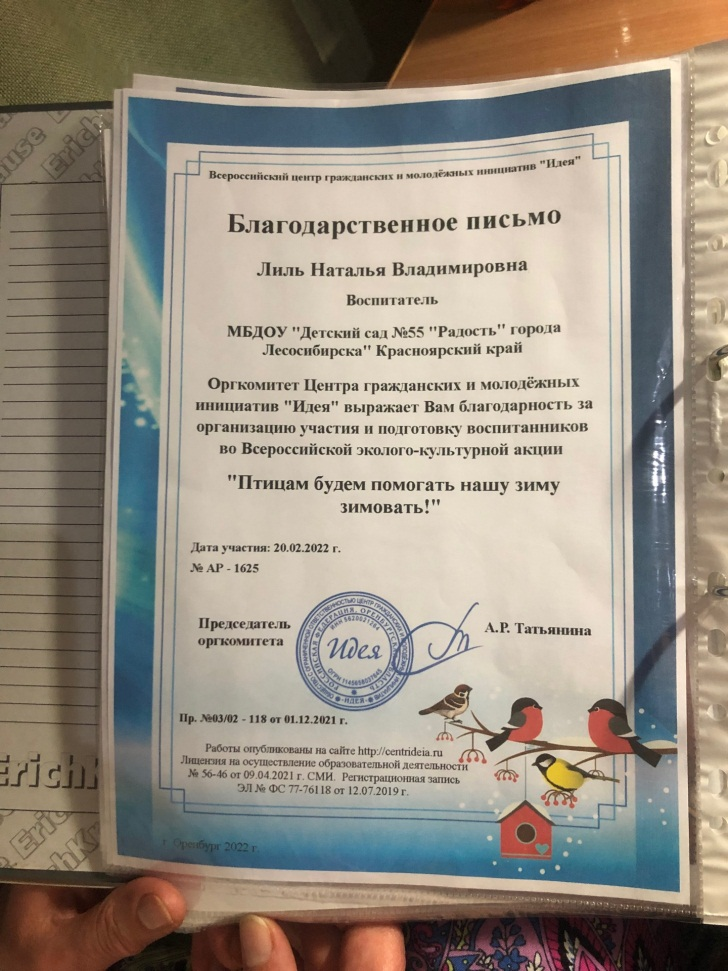 Всероссийский центр гражданских и молодёжных инициатив "Идея"
Благодарственное письмо
Лиль Наталья Владимировна
Воспитатель
МБДОУ "Детский сад №55 "Радость" города
Лесосибирска" Красноярский край
Оргкомитет Центра гражданских и молодёжных
инициатив "Идея" выражает Вам благодарность за
организацию участия и подготовку воспитанников
во Всероссийской эколого-культурной акции
"Птицам будем помогать нашу зиму
зимовать!"
Дата участия: 20.02.2022 г.
№ АР - 1625
Председатель
оргкомитета
Идея
А.Р. Татьянина
Пр. №03/02 - 118 от 01.12.2021 г.
Работы опубликованы на сайте http://centrideia.ru
Лицензия на осуществление образовательной деятельности
№ 56-46 от 09.04.2021 г. СМИ. Регистрационная запись
ЭЛ № ФС 77-76118 от 12.07.2019 г.
г. Оренбург 2022 г.